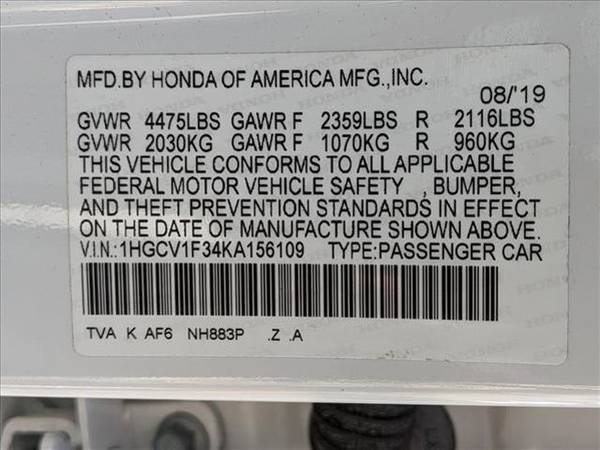 MFD.BY HONDA OF AMERICA MFG.,INC.
08/'19
GVWR 4475LBS GAWR F 2359LBS R 2116LBS
GVWR 2030KG GAWR F 1070KG R 960KG
THIS VEHICLE CONFORMS TO ALL APPLICABLE
FEDERAL MOTOR VEHICLE SAFETY , BUMPER,
AND THEFT PREVENTION STANDARDS IN EFFECT
ON THE DATE OF MANUFACTURE SHOWN ABOVE.
V.I.N.:1HGCV1F34KA156109 TYPE:PASSENGER CAR
TVA K AF6 NH883P .Z .A